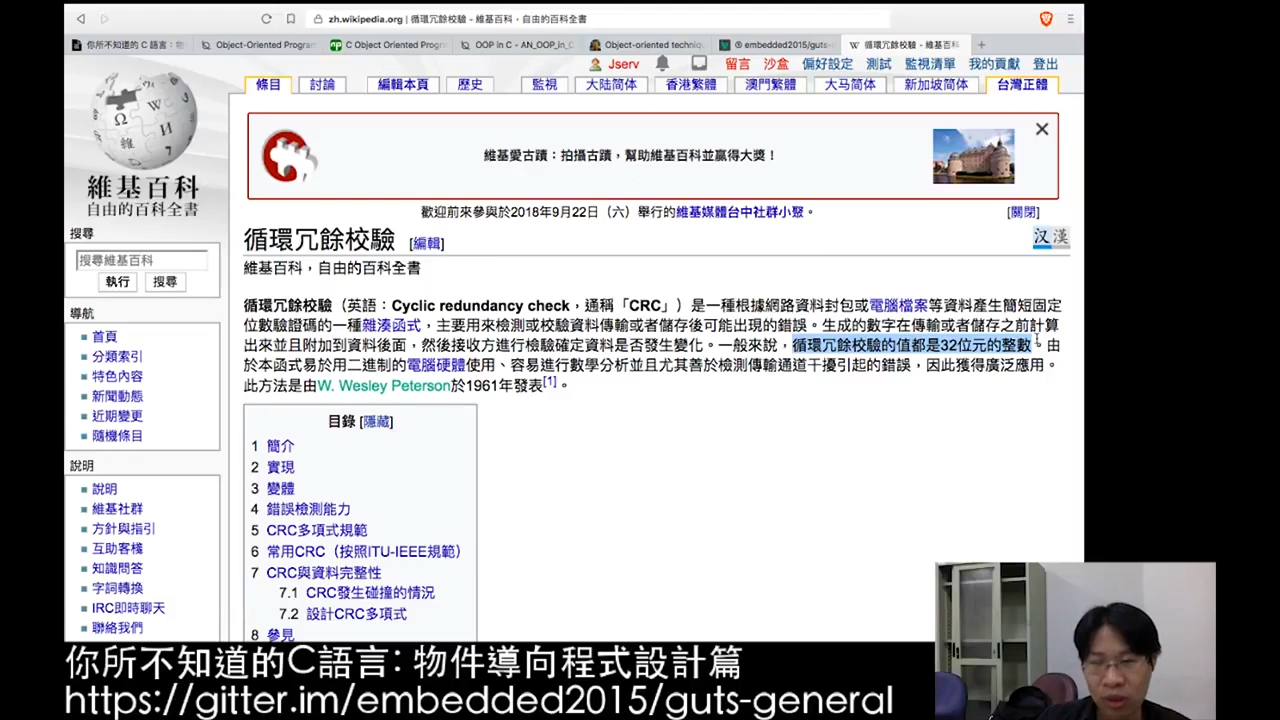 zh.wikipedia.org | 循環冗餘校驗 - 維基百科，自由的百科全書
你所不知道的 C 語言：物
Object-Oriented Program
C Object Oriented Progr
OOP in C - AN_OOP_in_C
Object-oriented techniq
embedded2015/guts-
循環冗餘校驗 - 維基百科
Jserv 留言 沙盒 偏好設定 測試 監視清單 我的貢獻 登出
條目 討論 編輯本頁 歷史 監視 大陆简体 香港繁體 澳門繁體 大马简体 新加坡简体 台灣正體
維基百科
自由的百科全書
搜尋
搜尋維基百科
執行 搜尋
導航
首頁
分類索引
特色內容
新聞動態
近期變更
隨機條目
說明
說明
維基社群
方針與指引
互助客棧
知識問答
字詞轉換
IRC即時聊天
聯絡我們
維基愛古蹟：拍攝古蹟，幫助維基百科並贏得大獎！
歡迎前來參與於2018年9月22日（六）舉行的維基媒體台中社群小聚。 [關閉]
循環冗餘校驗 [編輯]
汉 漢
維基百科，自由的百科全書
循環冗餘校驗（英語：Cyclic redundancy check，通稱「CRC」）是一種根據網路資料封包或電腦檔案等資料產生簡短固定
位數驗證碼的一種雜湊函式，主要用來檢測或校驗資料傳輸或者儲存後可能出現的錯誤。生成的數字在傳輸或者儲存之前計算
出來並且附加到資料後面，然後接收方進行檢驗確定資料是否發生變化。一般來說，循環冗餘校驗的值都是32位元的整數。由
於本函式易於用二進制的電腦硬體使用、容易進行數學分析並且尤其善於檢測傳輸通道干擾引起的錯誤，因此獲得廣泛應用。
此方法是由W. Wesley Peterson於1961年發表[1]。
目錄 [隱藏]
1 簡介
2 實現
3 變體
4 錯誤檢測能力
5 CRC多項式規範
6 常用CRC（按照ITU-IEEE規範）
7 CRC與資料完整性
7.1 CRC發生碰撞的情況
7.2 設計CRC多項式
8 參見
你所不知道的C語言: 物件導向程式設計篇
https://gitter.im/embedded2015/guts-general